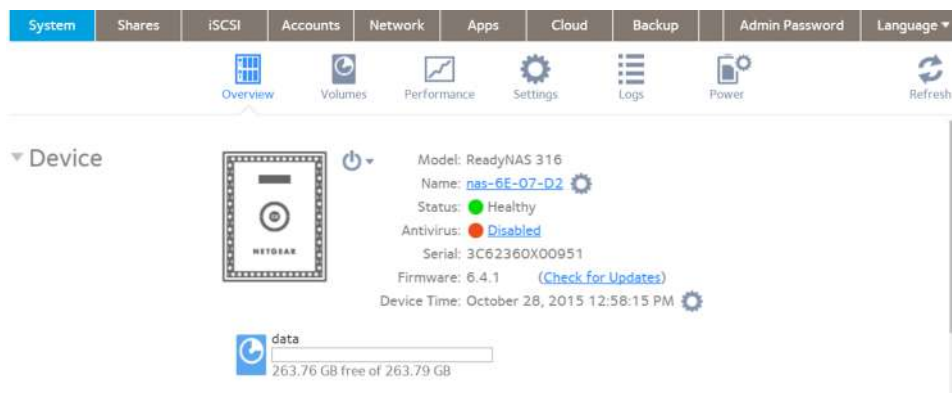 System Shares iSCSI Accounts Network Apps Cloud Backup Admin Password Language
Overview Volumes Performance Settings Logs Power Refresh
Device
NETGEAR
Model: ReadyNAS 316
Name: nas-6E-07-D2
Status: Healthy
Antivirus: Disabled
Serial: 3C62360X00951
Firmware: 6.4.1 (Check for Updates)
Device Time: October 28, 2015 12:58:15 PM
data
263.76 GB free of 263.79 GB